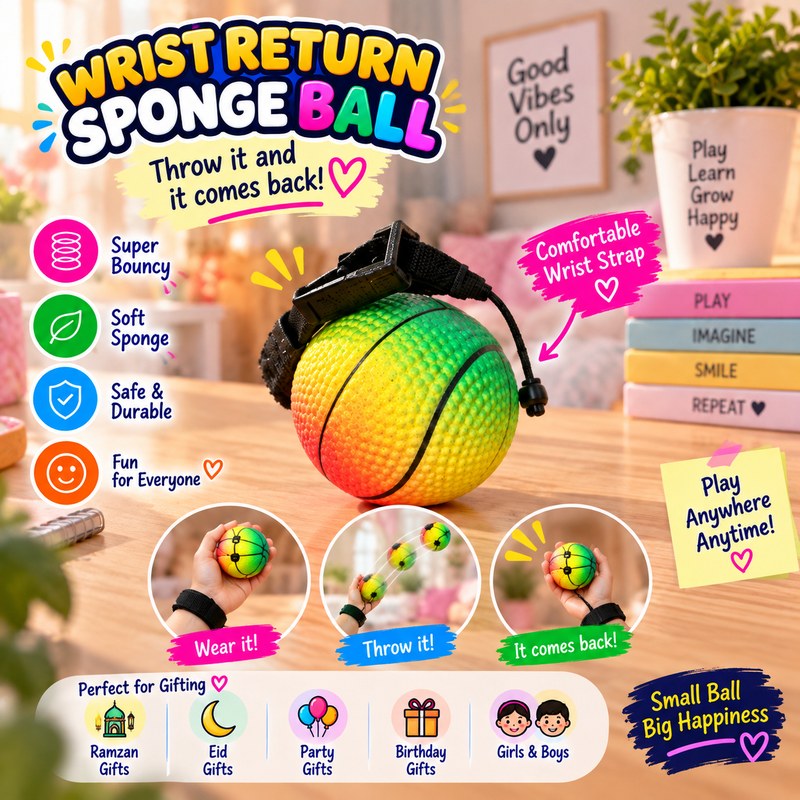 WRIST RETURN
SPONGE BALL
Throw it and
it comes back!
Good
Vibes
Only
Play
Learn
Grow
Happy
Super
Bouncy
Soft
Sponge
Safe &
Durable
Fun
for Everyone
Comfortable
Wrist Strap
PLAY
IMAGINE
SMILE
REPEAT
Play
Anywhere
Anytime!
Wear it!
Throw it!
It comes back!
Perfect for Gifting
Ramzan
Gifts
Eid
Gifts
Party
Gifts
Birthday
Gifts
Girls & Boys
Small Ball
Big Happiness